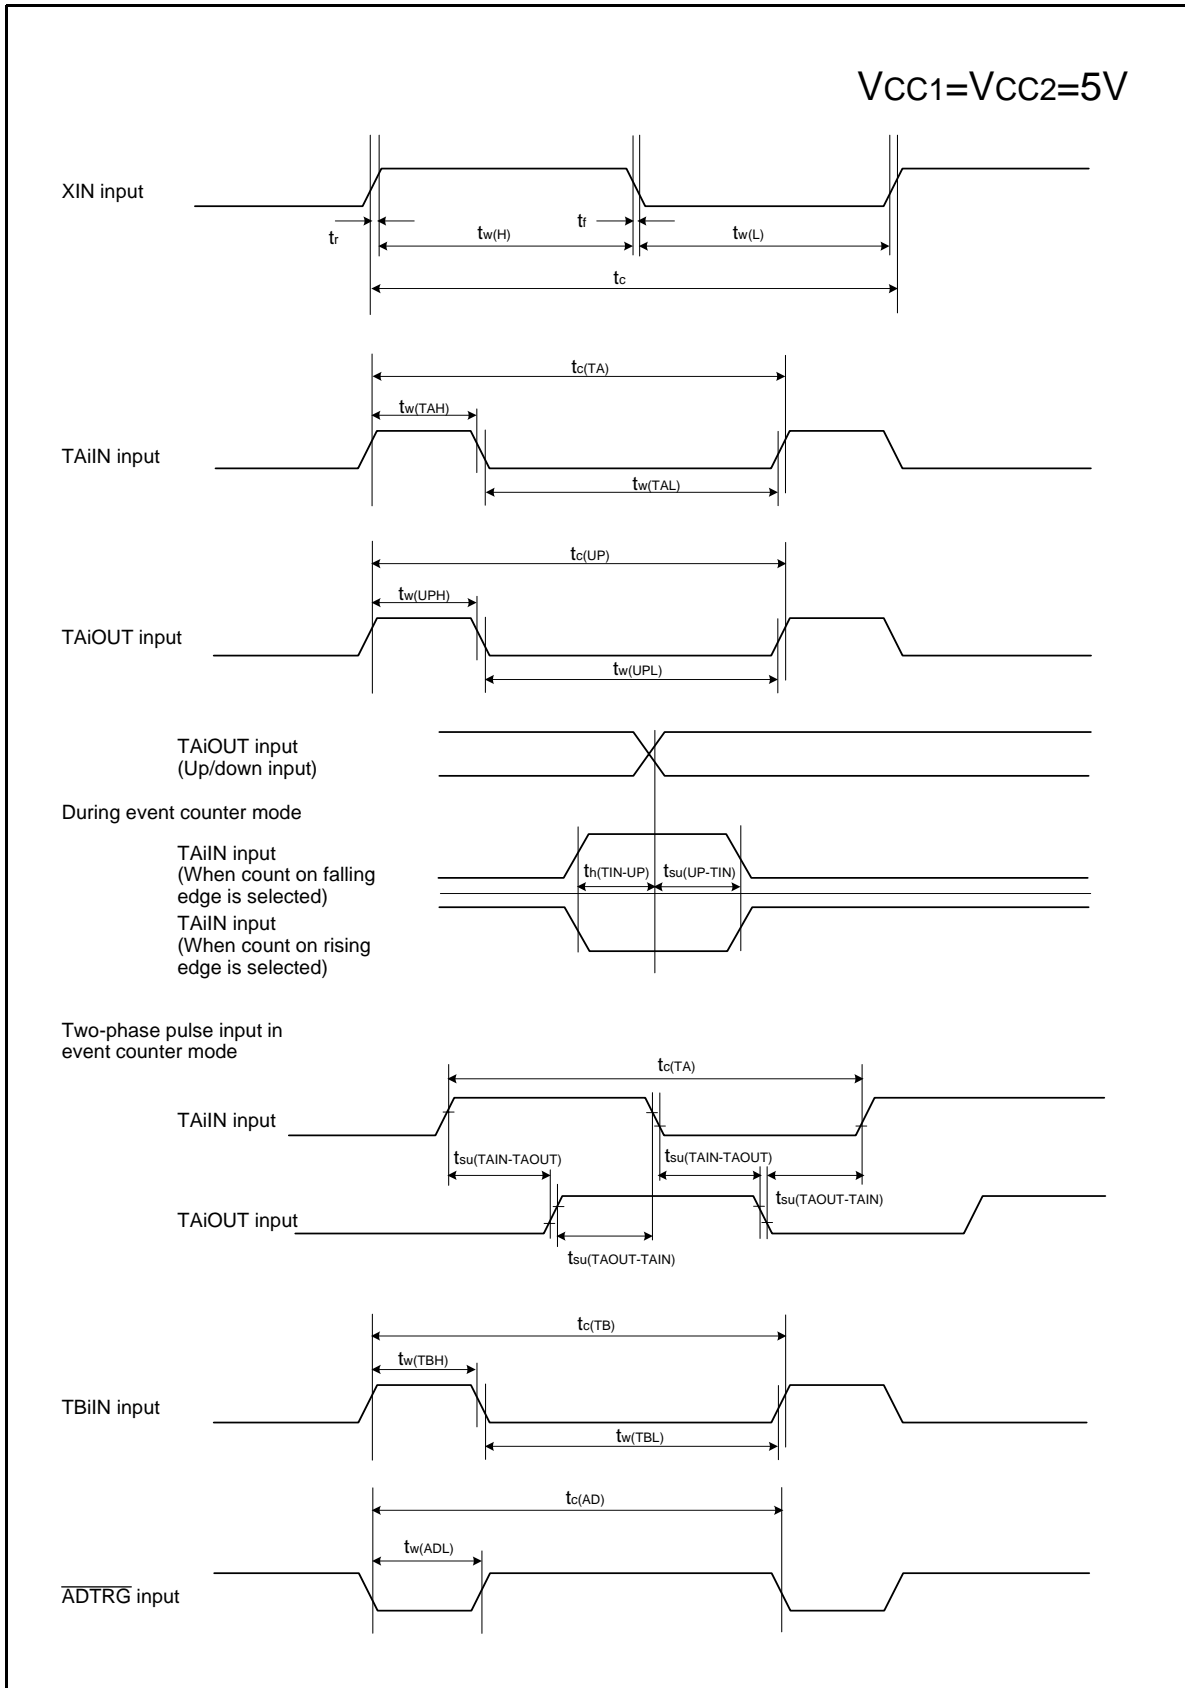 VCC1=VCC2=5V
XIN input
tr
tw(H)
tf
tw(L)
tc
tc(TA)
tw(TAH)
TAiIN input
tw(TAL)
tc(UP)
tw(UPH)
TAiOUT input
tw(UPL)
TAiOUT input
(Up/down input)
During event counter mode
TAiIN input
(When count on falling
edge is selected)
th(TIN-UP)
tsu(UP-TIN)
TAiIN input
(When count on rising
edge is selected)
Two-phase pulse input in
event counter mode
tc(TA)
TAiIN input
tsu(TAIN-TAOUT)
tsu(TAIN-TAOUT)
tsu(TAOUT-TAIN)
TAiOUT input
tsu(TAOUT-TAIN)
tc(TB)
tw(TBH)
TBiIN input
tw(TBL)
tc(AD)
tw(ADL)
ADTRG input